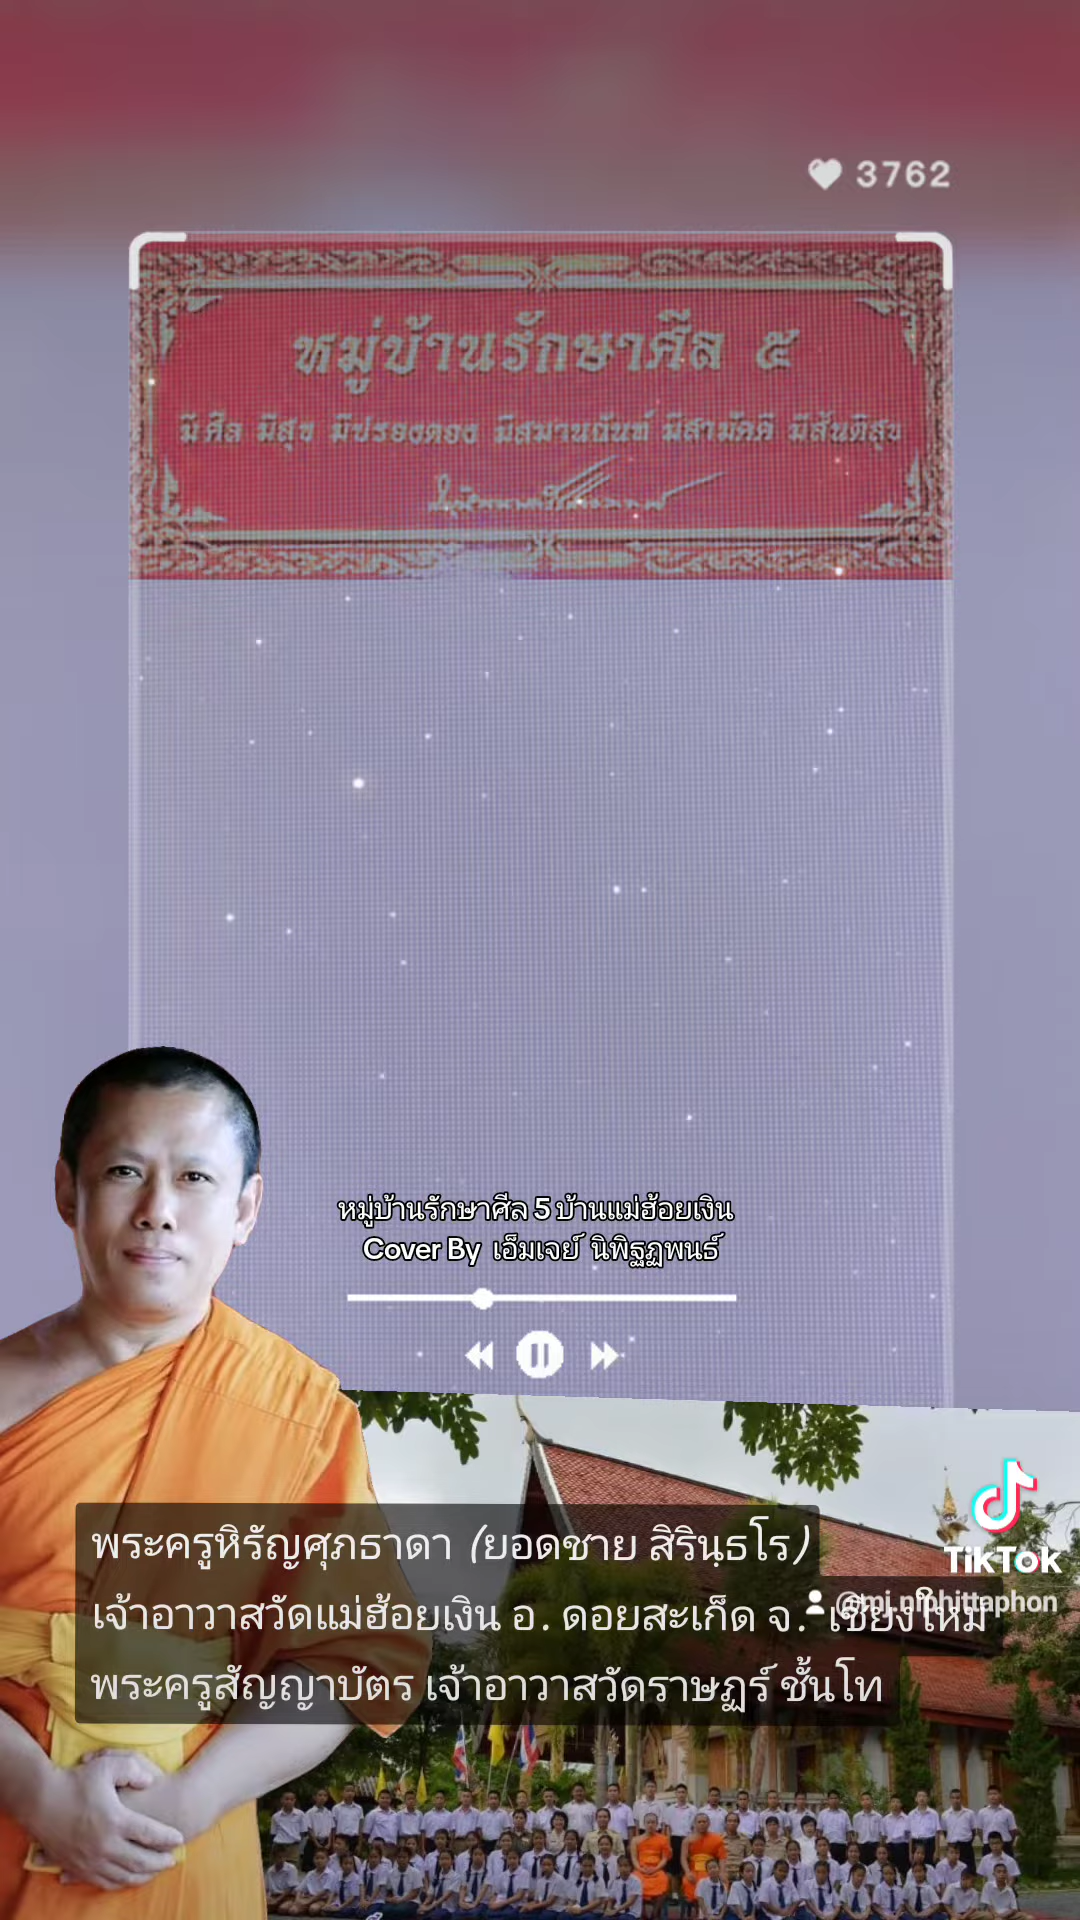 3762
หมู่บ้านรักษาศีล ๕
มีศีล มีสุข มีปรองดอง มีสมานฉันท์ มีสามัคคี มีสันติสุข
หมู่บ้านรักษาศีล 5 บ้านแม่ฮ้อยเงิน
Cover By เอ็มเจย์ นิพิฐฏพนธ์
TikTok
พระครูหิรัญศุภธาดา (ยอดชาย สิรินฺธโร)
เจ้าอาวาสวัดแม่ฮ้อยเงิน อ. ดอยสะเก็ด จ. เชียงใหม่
@mj.niphittaphon
พระครูสัญญาบัตร เจ้าอาวาสวัดราษฏร์ ชั้นโท